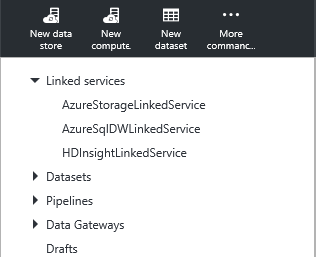 New data store
New compute.
New dataset
More commanc...
Linked services
AzureStorageLinkedService
AzureSqlDWLinkedService
HDInsightLinkedService
Datasets
Pipelines
Data Gateways
Drafts